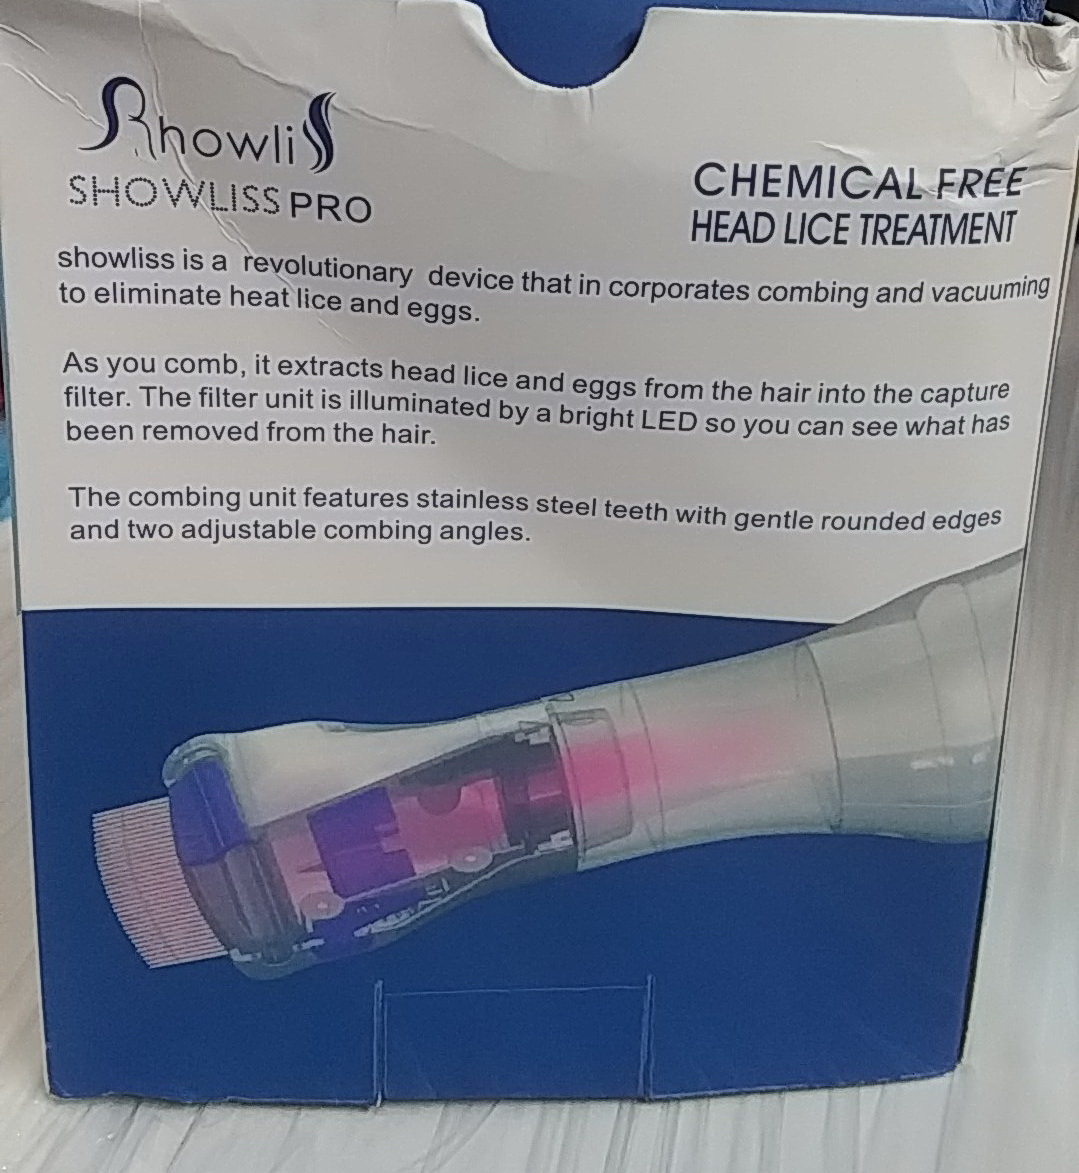 Showliss
SHOWLISS PRO
CHEMICAL FREE
HEAD LICE TREATMENT
showliss is a revolutionary device that in corporates combing and vacuuming
to eliminate heat lice and eggs.
As you comb, it extracts head lice and eggs from the hair into the capture
filter. The filter unit is illuminated by a bright LED so you can see what has
been removed from the hair.
The combing unit features stainless steel teeth with gentle rounded edges
and two adjustable combing angles.